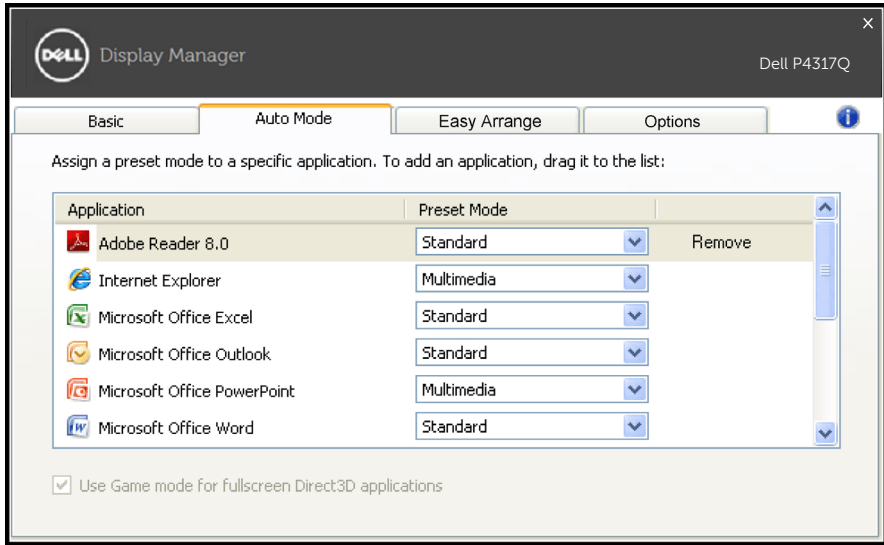 X
DELL Display Manager
Dell P4317Q
Basic Auto Mode Easy Arrange Options
Assign a preset mode to a specific application. To add an application, drag it to the list:
Application Preset Mode
Adobe Reader 8.0 Standard Remove
Internet Explorer Multimedia
Microsoft Office Excel Standard
Microsoft Office Outlook Standard
Microsoft Office PowerPoint Multimedia
Microsoft Office Word Standard
Use Game mode for fullscreen Direct3D applications